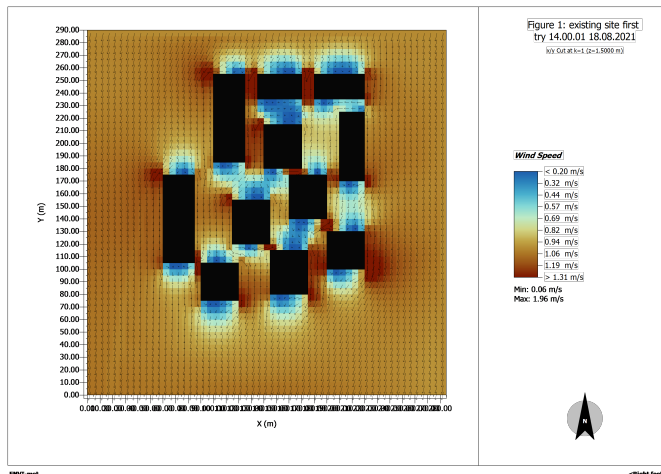 Figure 1: existing site first
try 14.00.01 18.08.2021
x/y Cut at k=1 (z=1.5000 m)
290.00
280.00
270.00
260.00
250.00
240.00
230.00
220.00
210.00
200.00
190.00
180.00
170.00
160.00
150.00
140.00
130.00
120.00
110.00
100.00
90.00
80.00
70.00
60.00
50.00
40.00
30.00
20.00
10.00
0.00
Y (m)
X (m)
Wind Speed
< 0.20 m/s
0.32 m/s
0.44 m/s
0.57 m/s
0.69 m/s
0.82 m/s
0.94 m/s
1.06 m/s
1.19 m/s
> 1.31 m/s
Min: 0.06 m/s
Max: 1.96 m/s
N